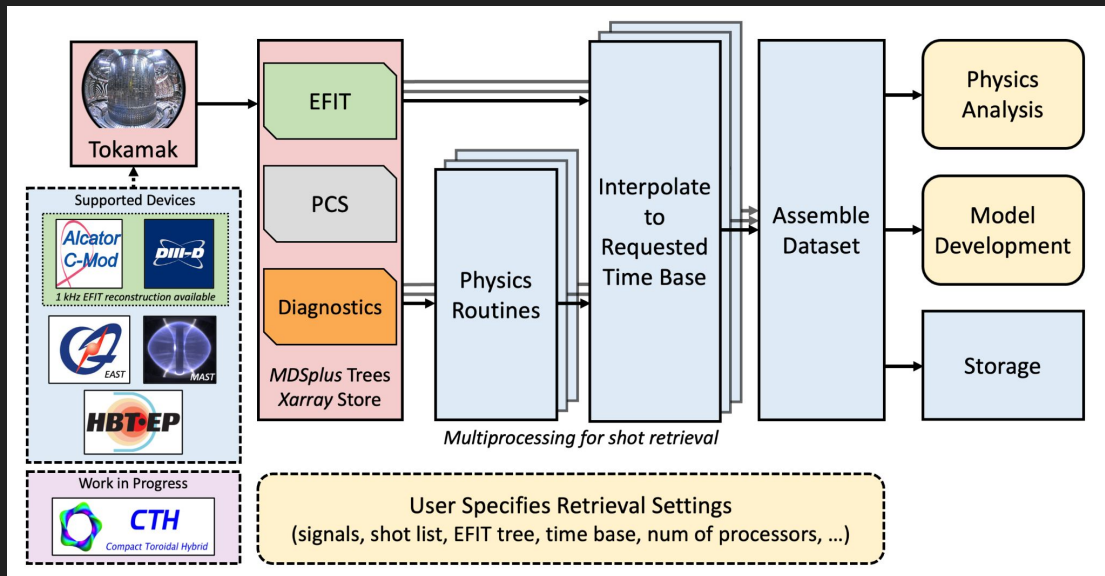 Tokamak
Supported Devices
Alcator
C-Mod
DIII-D
1 kHz EFIT reconstruction available
EAST
MAST
HBT-EP
Work in Progress
CTH
Compact Toroidal Hybrid
EFIT
PCS
Diagnostics
MDSplus Trees
Xarray Store
Physics
Routines
Interpolate
to
Requested
Time Base
Multiprocessing for shot retrieval
Assemble
Dataset
Physics
Analysis
Model
Development
Storage
User Specifies Retrieval Settings
(signals, shot list, EFIT tree, time base, num of processors, ...)